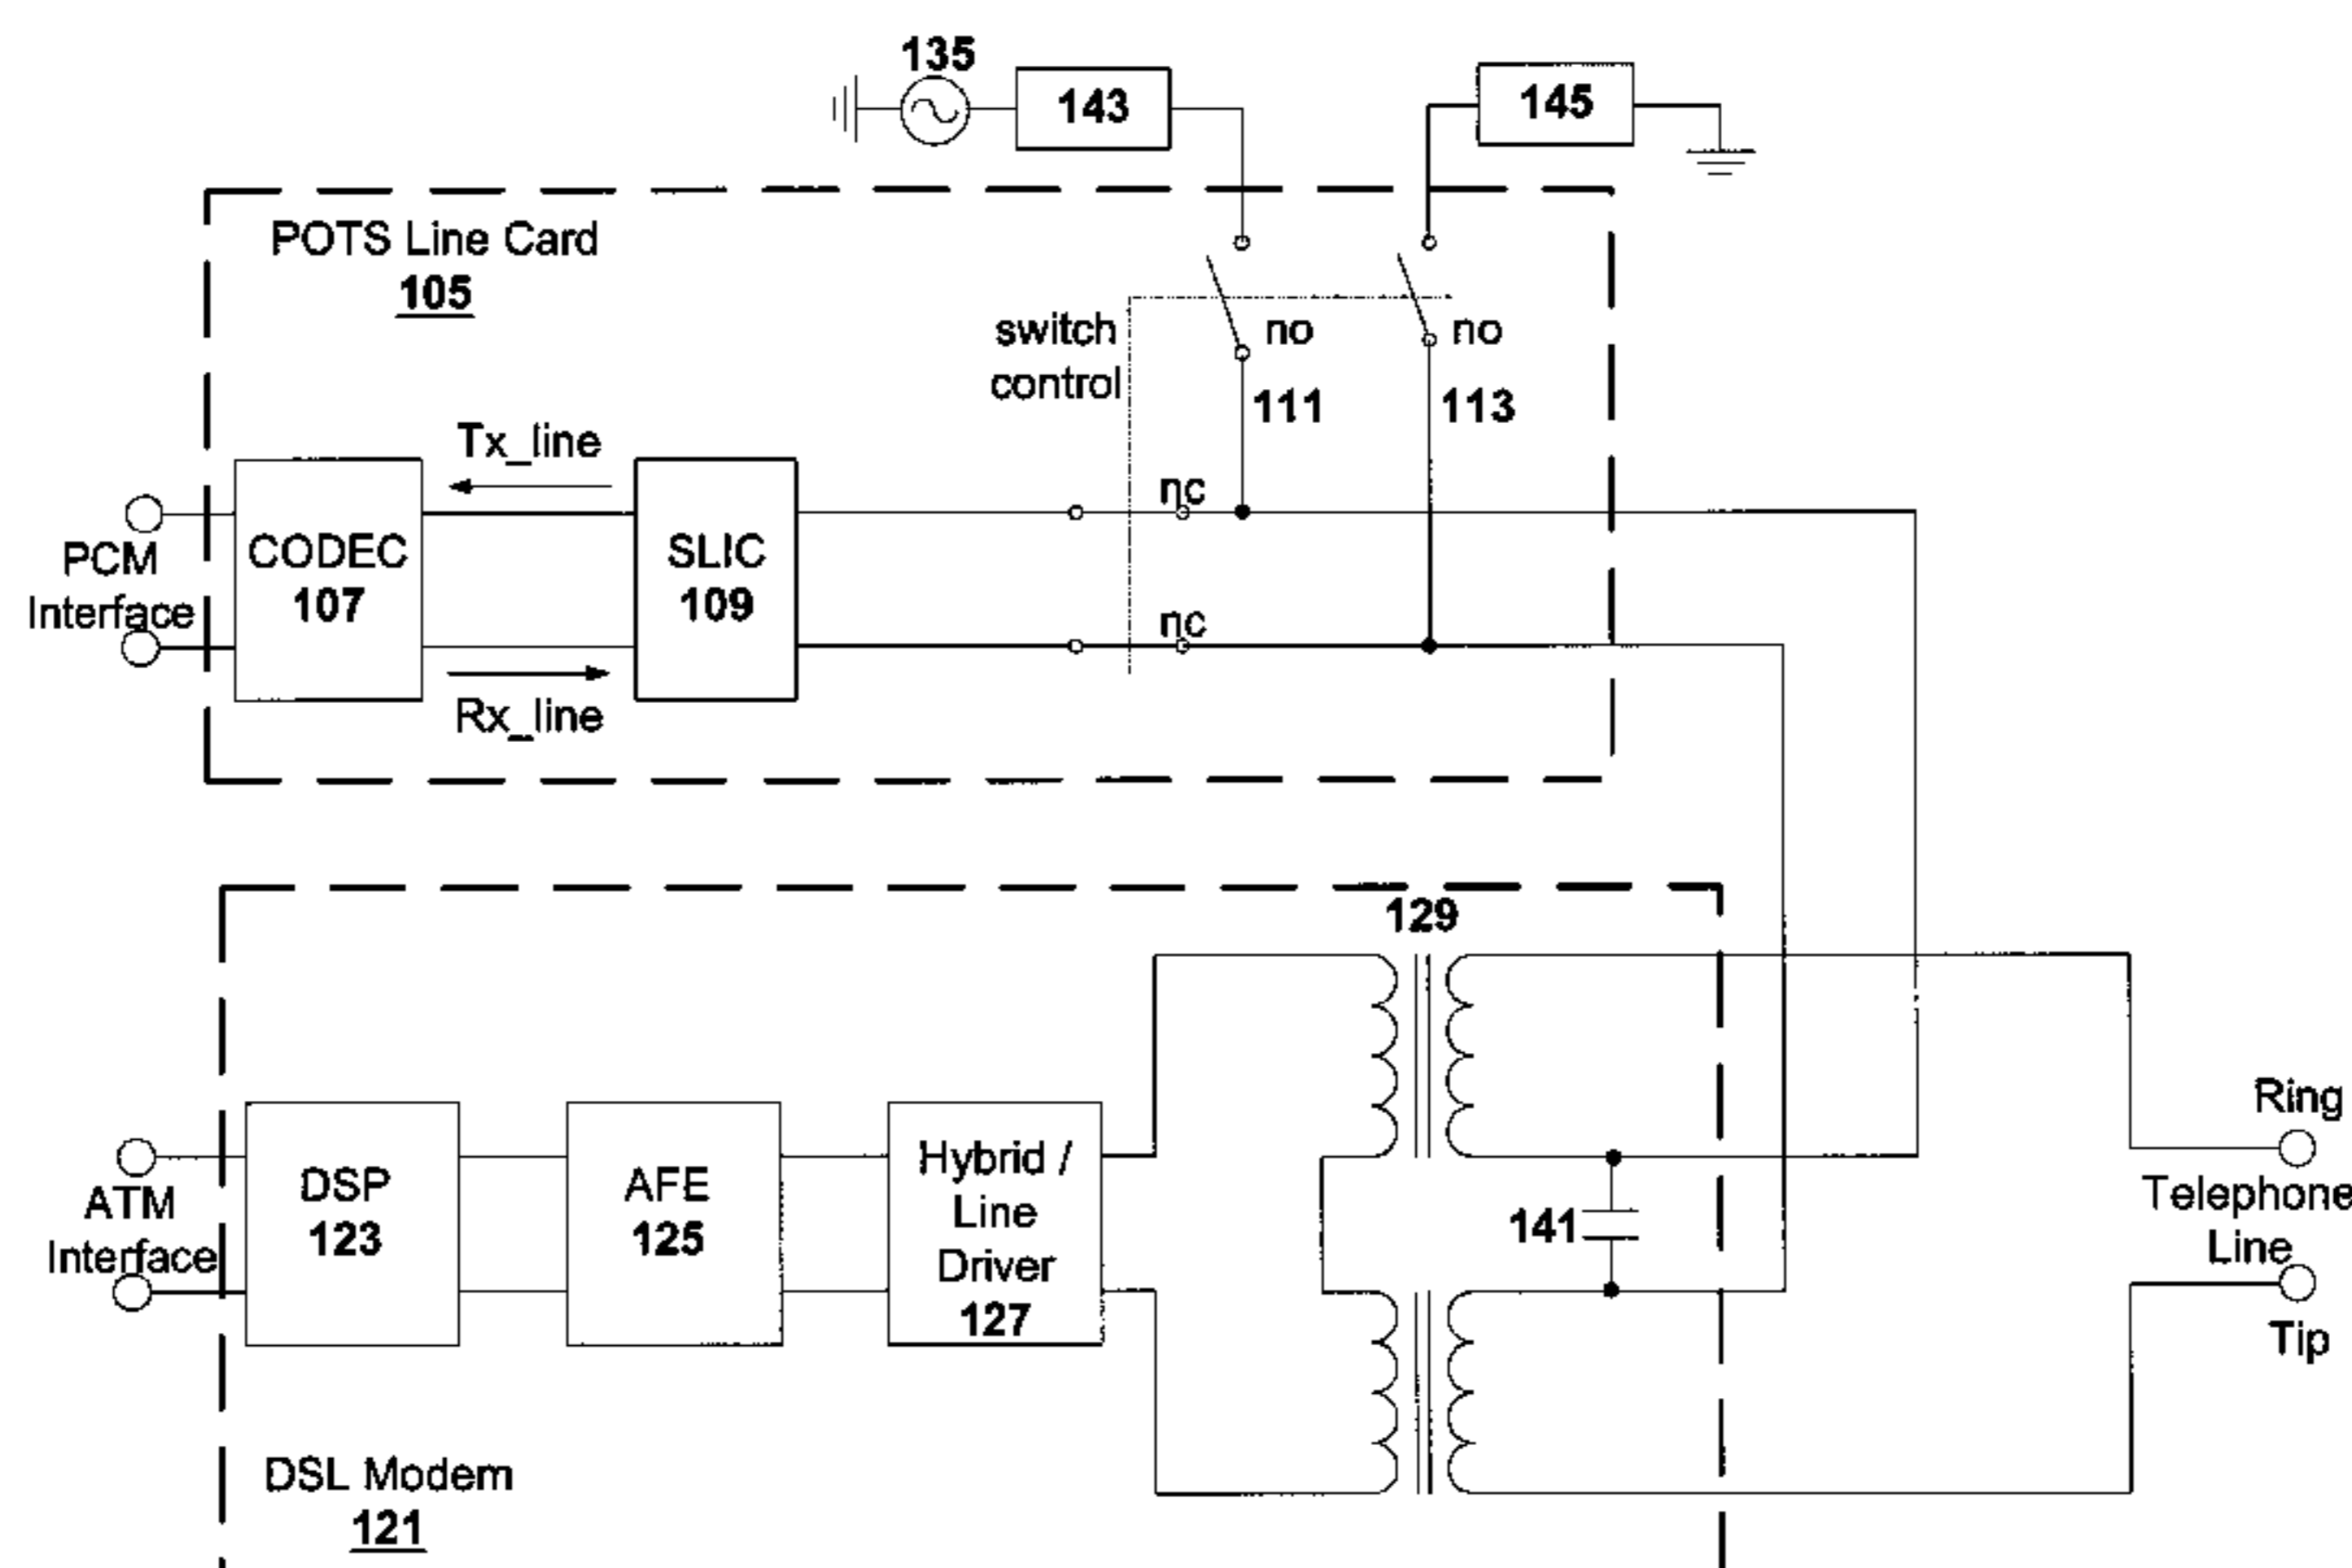 135
143
145
POTS Line Card
105
switch
control
no
no
111
113
Tx_line
nc
PCM
Interface
CODEC
107
SLIC
109
nc
Rx_line
129
Ring
Telephone
Line
Tip
ATM
Interface
DSP
123
AFE
125
Hybrid /
Line
Driver
127
141
DSL Modem
121